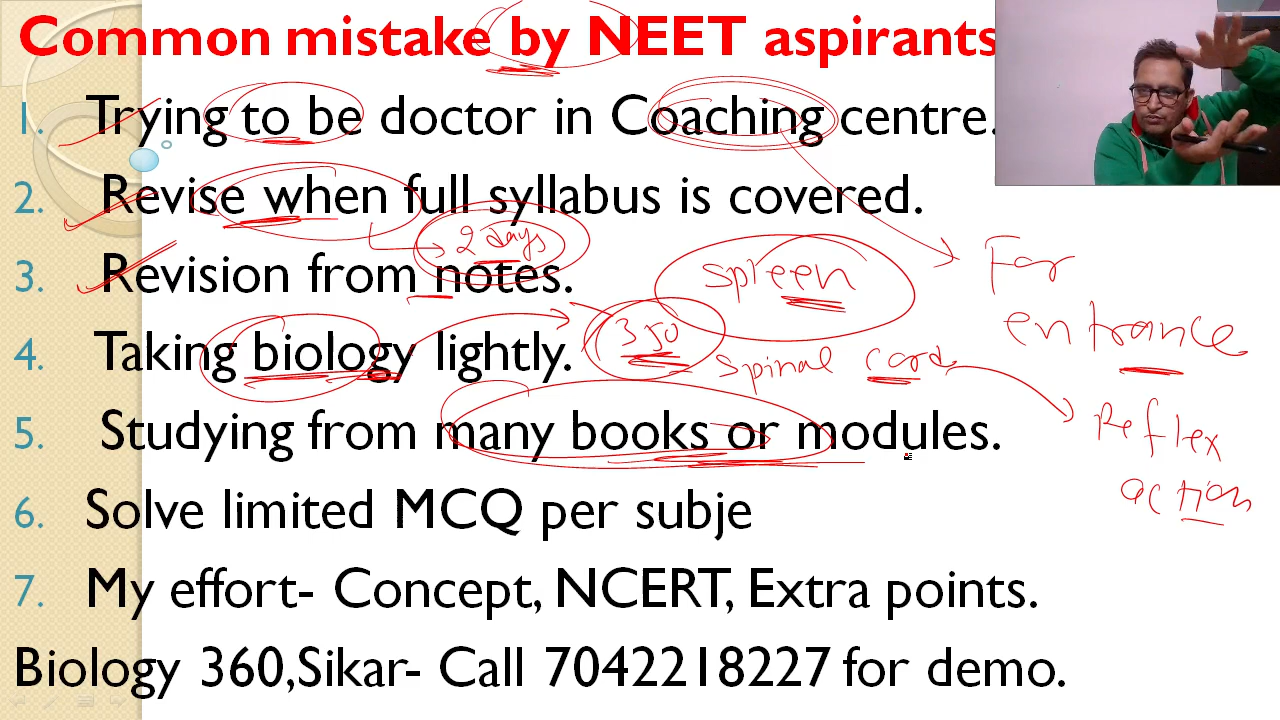 Common mistake by NEET aspirants
1. Trying to be doctor in Coaching centre.
2. Revise when full syllabus is covered.
2 days
3. Revision from notes.
spleen
For
entrance
4. Taking biology lightly.
350
spinal cord
Reflex
action
5. Studying from many books or modules.
6. Solve limited MCQ per subje
7. My effort- Concept, NCERT, Extra points.
Biology 360,Sikar- Call 7042218227 for demo.